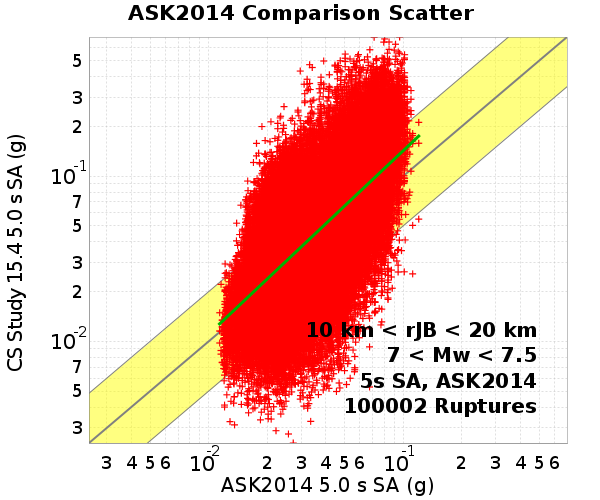 ASK2014 Comparison Scatter
CS Study 15.4 5.0 s SA (g)
5
3
2
10⁻¹
7
5
3
2
10⁻²
7
5
3
10 km < rJB < 20 km
7 < Mw < 7.5
5s SA, ASK2014
100002 Ruptures
3 4 5 6 10⁻² 2 3 4 5 6 10⁻¹ 2 3 4 5 6
ASK2014 5.0 s SA (g)